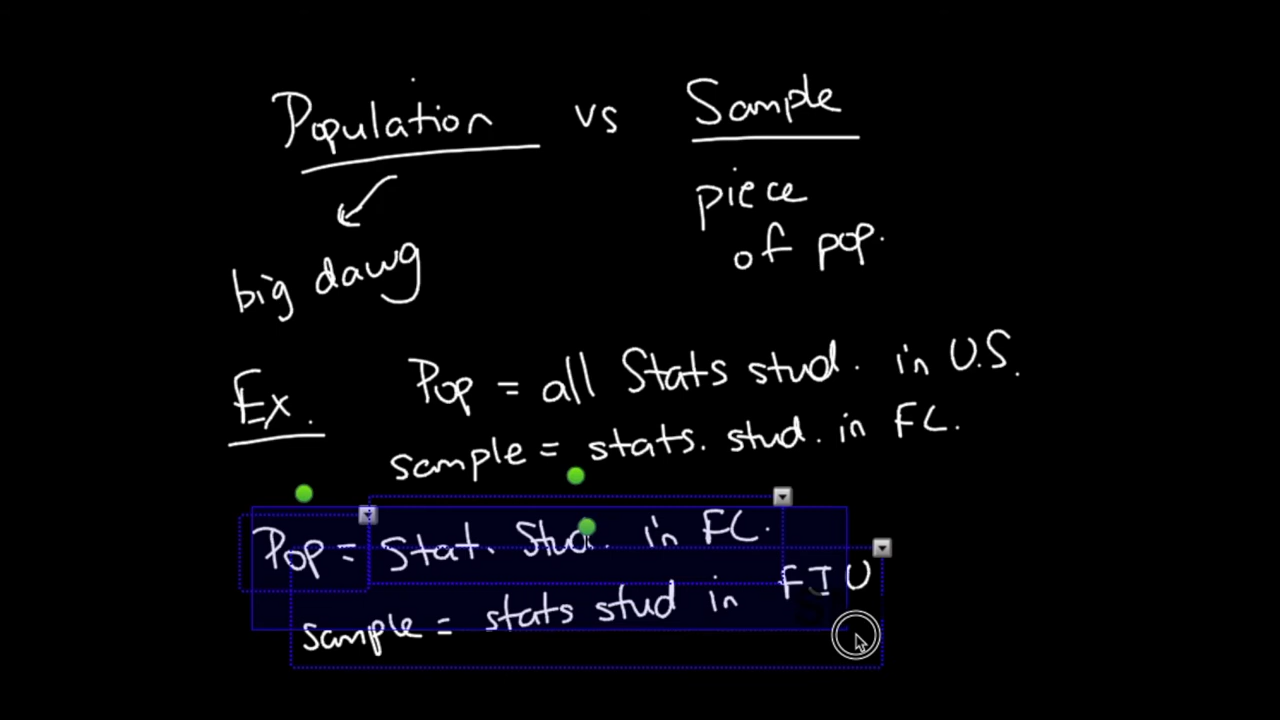 Population vs Sample
piece
of pop.
big dawg
Ex. Pop = all Stats stud. in U.S.
sample = stats. stud. in FL.
Pop = Stat. Stud. in FL.
sample = stats stud in FIU